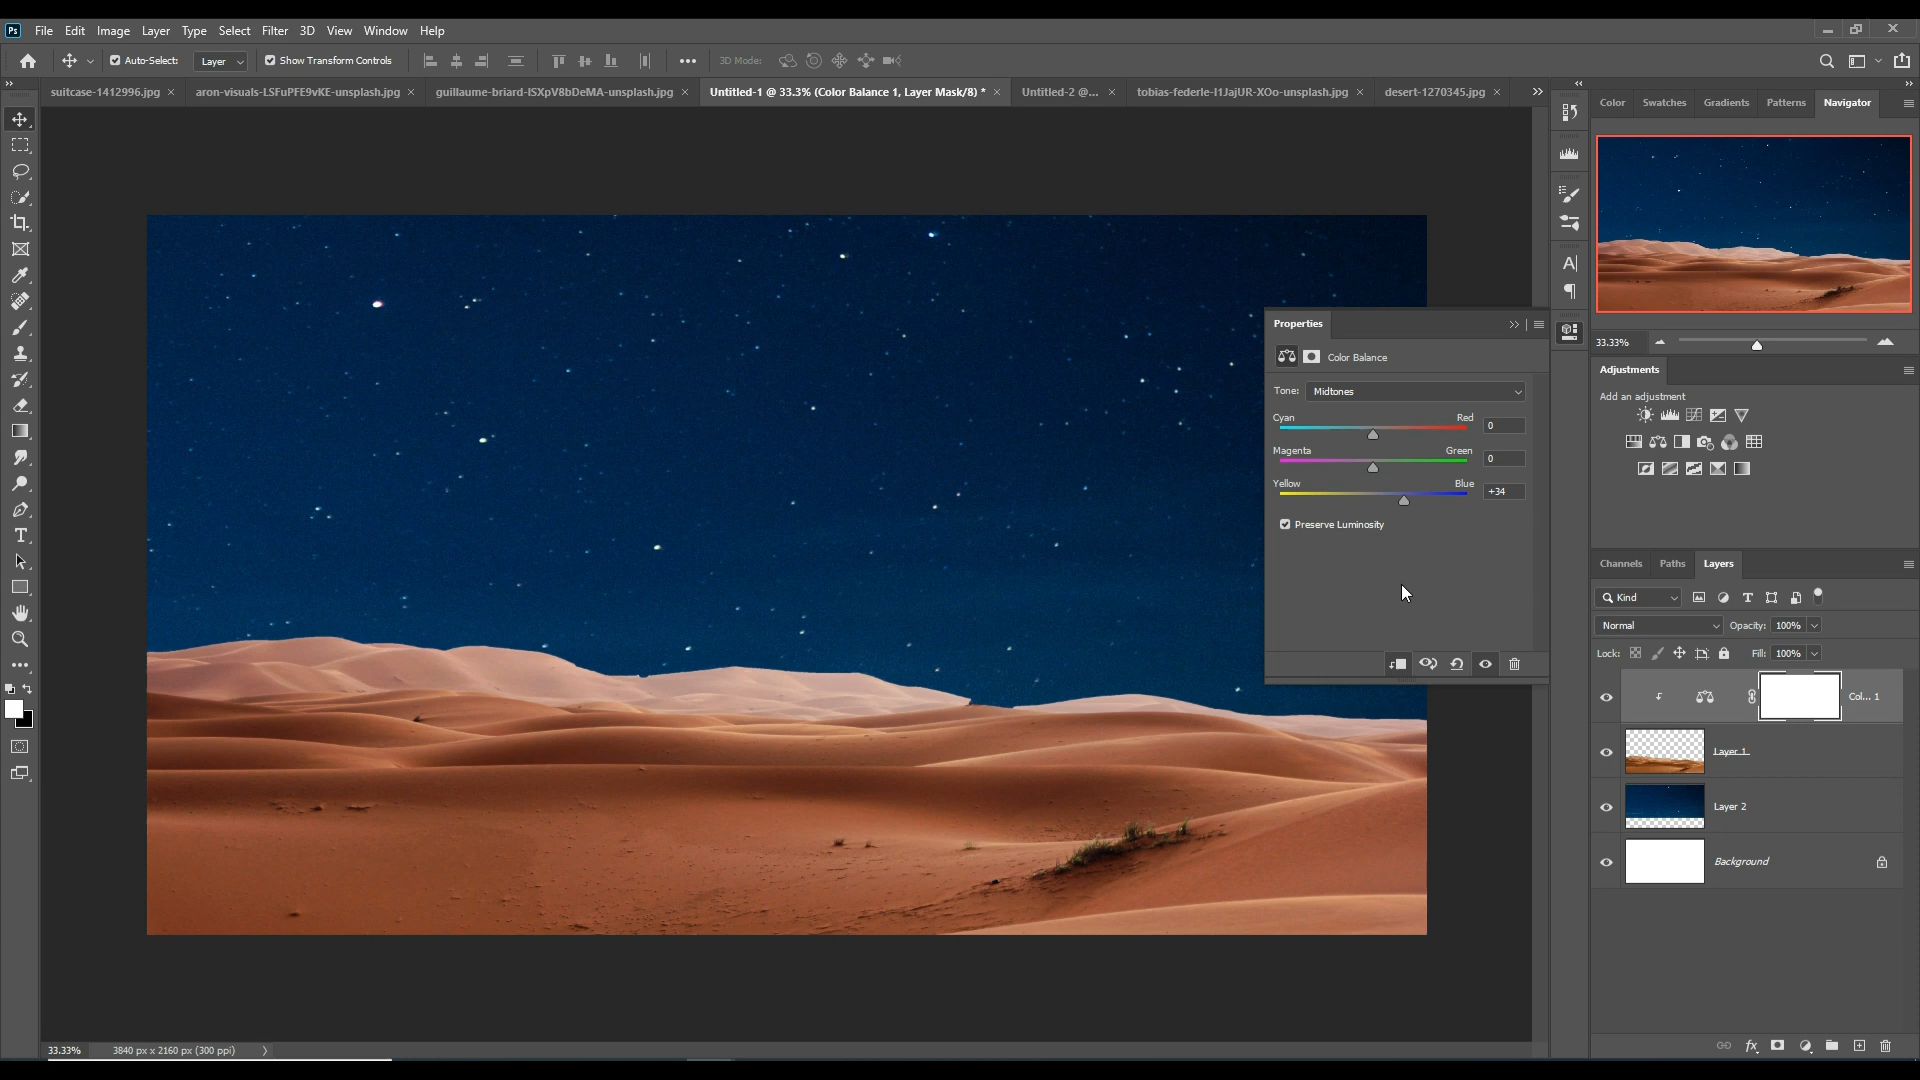 Ps File Edit Image Layer Type Select Filter 3D View Window Help
Auto-Select: Layer Show Transform Controls 3D Mode:
suitcase-1412996.jpg aron-visuals-LSFuPFE9vKE-unsplash.jpg guillaume-briard-ISXpV8bDeMA-unsplash.jpg Untitled-1 @ 33.3% (Color Balance 1, Layer Mask/8) * Untitled-2 @... tobias-federle-I1JajUR-XOo-unsplash.jpg desert-1270345.jpg
Color Swatches Gradients Patterns Navigator
33.33%
Properties
Color Balance
Tone: Midtones
Cyan Red 0
Magenta Green 0
Yellow Blue +34
Preserve Luminosity
Adjustments
Add an adjustment
Channels Paths Layers
Kind
Normal Opacity: 100%
Lock: Fill: 100%
Col... 1
Layer 1
Layer 2
Background
33.33% 3840 px x 2160 px (300 ppi)